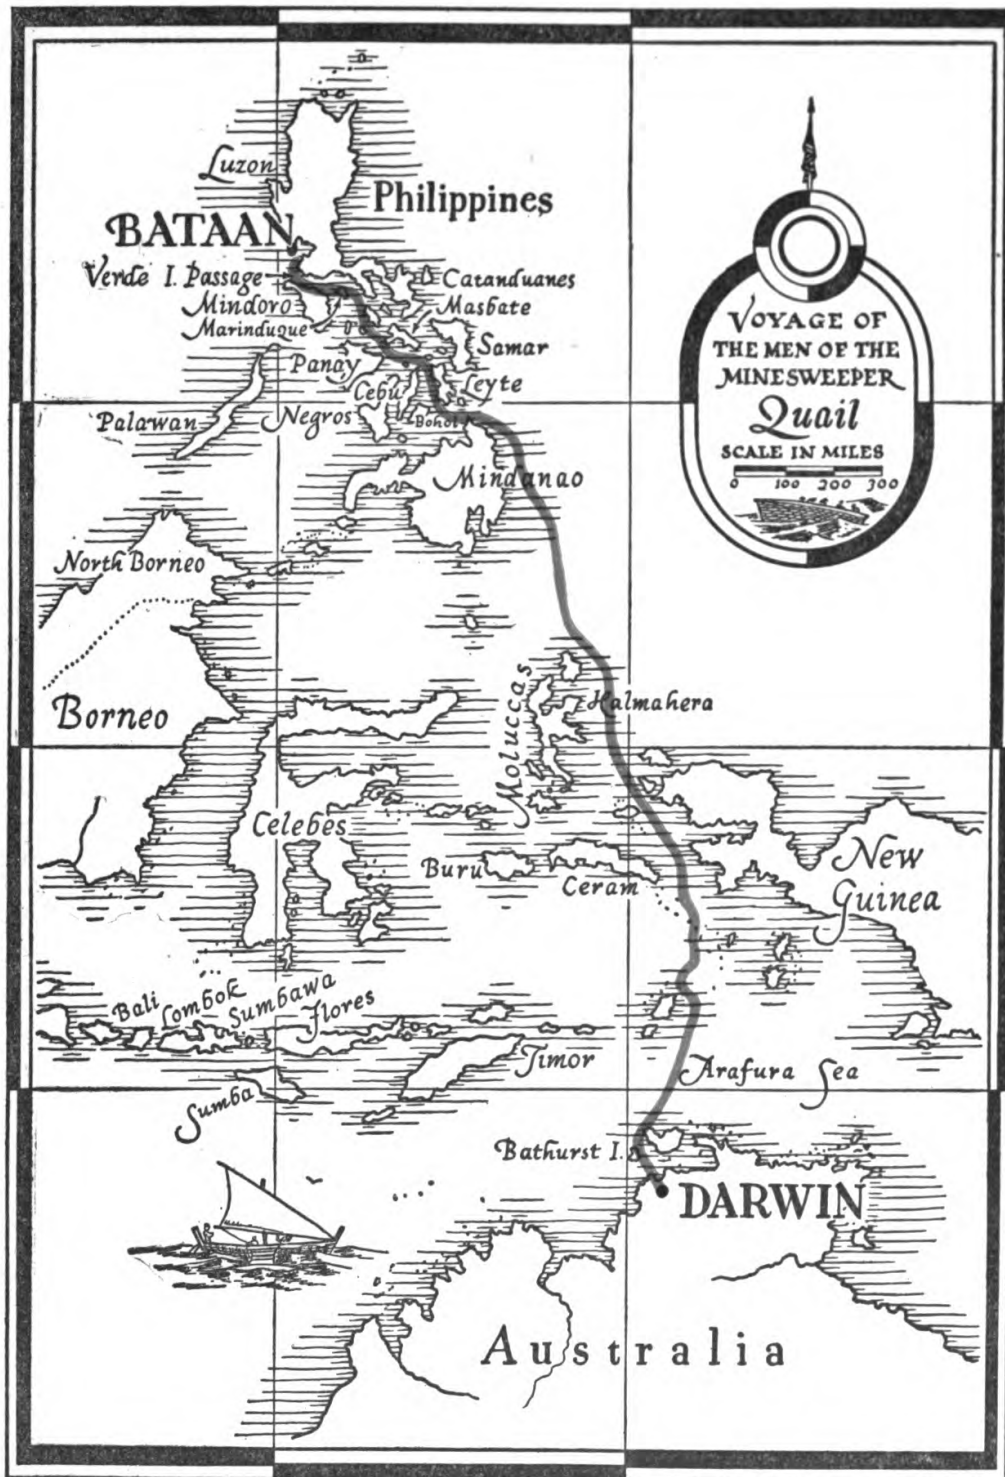 Luzon
Philippines
BATAAN
Verde I. Passage
Catanduanes
Mindoro
Masbate
Marinduque
VOYAGE OF
THE MEN OF THE
MINESWEEPER
Quail
SCALE IN MILES
0 100 200 300
Samar
Panay
Cebu
Leyte
Negros
Bohol
Palawan
Mindanao
North Borneo
Borneo
Moluccas
Halmahera
Celebes
Buru
Ceram
New
Guinea
Bali
Lombok
Sumbawa
Flores
Timor
Sumba
Arafura Sea
Bathurst I.
DARWIN
Australia